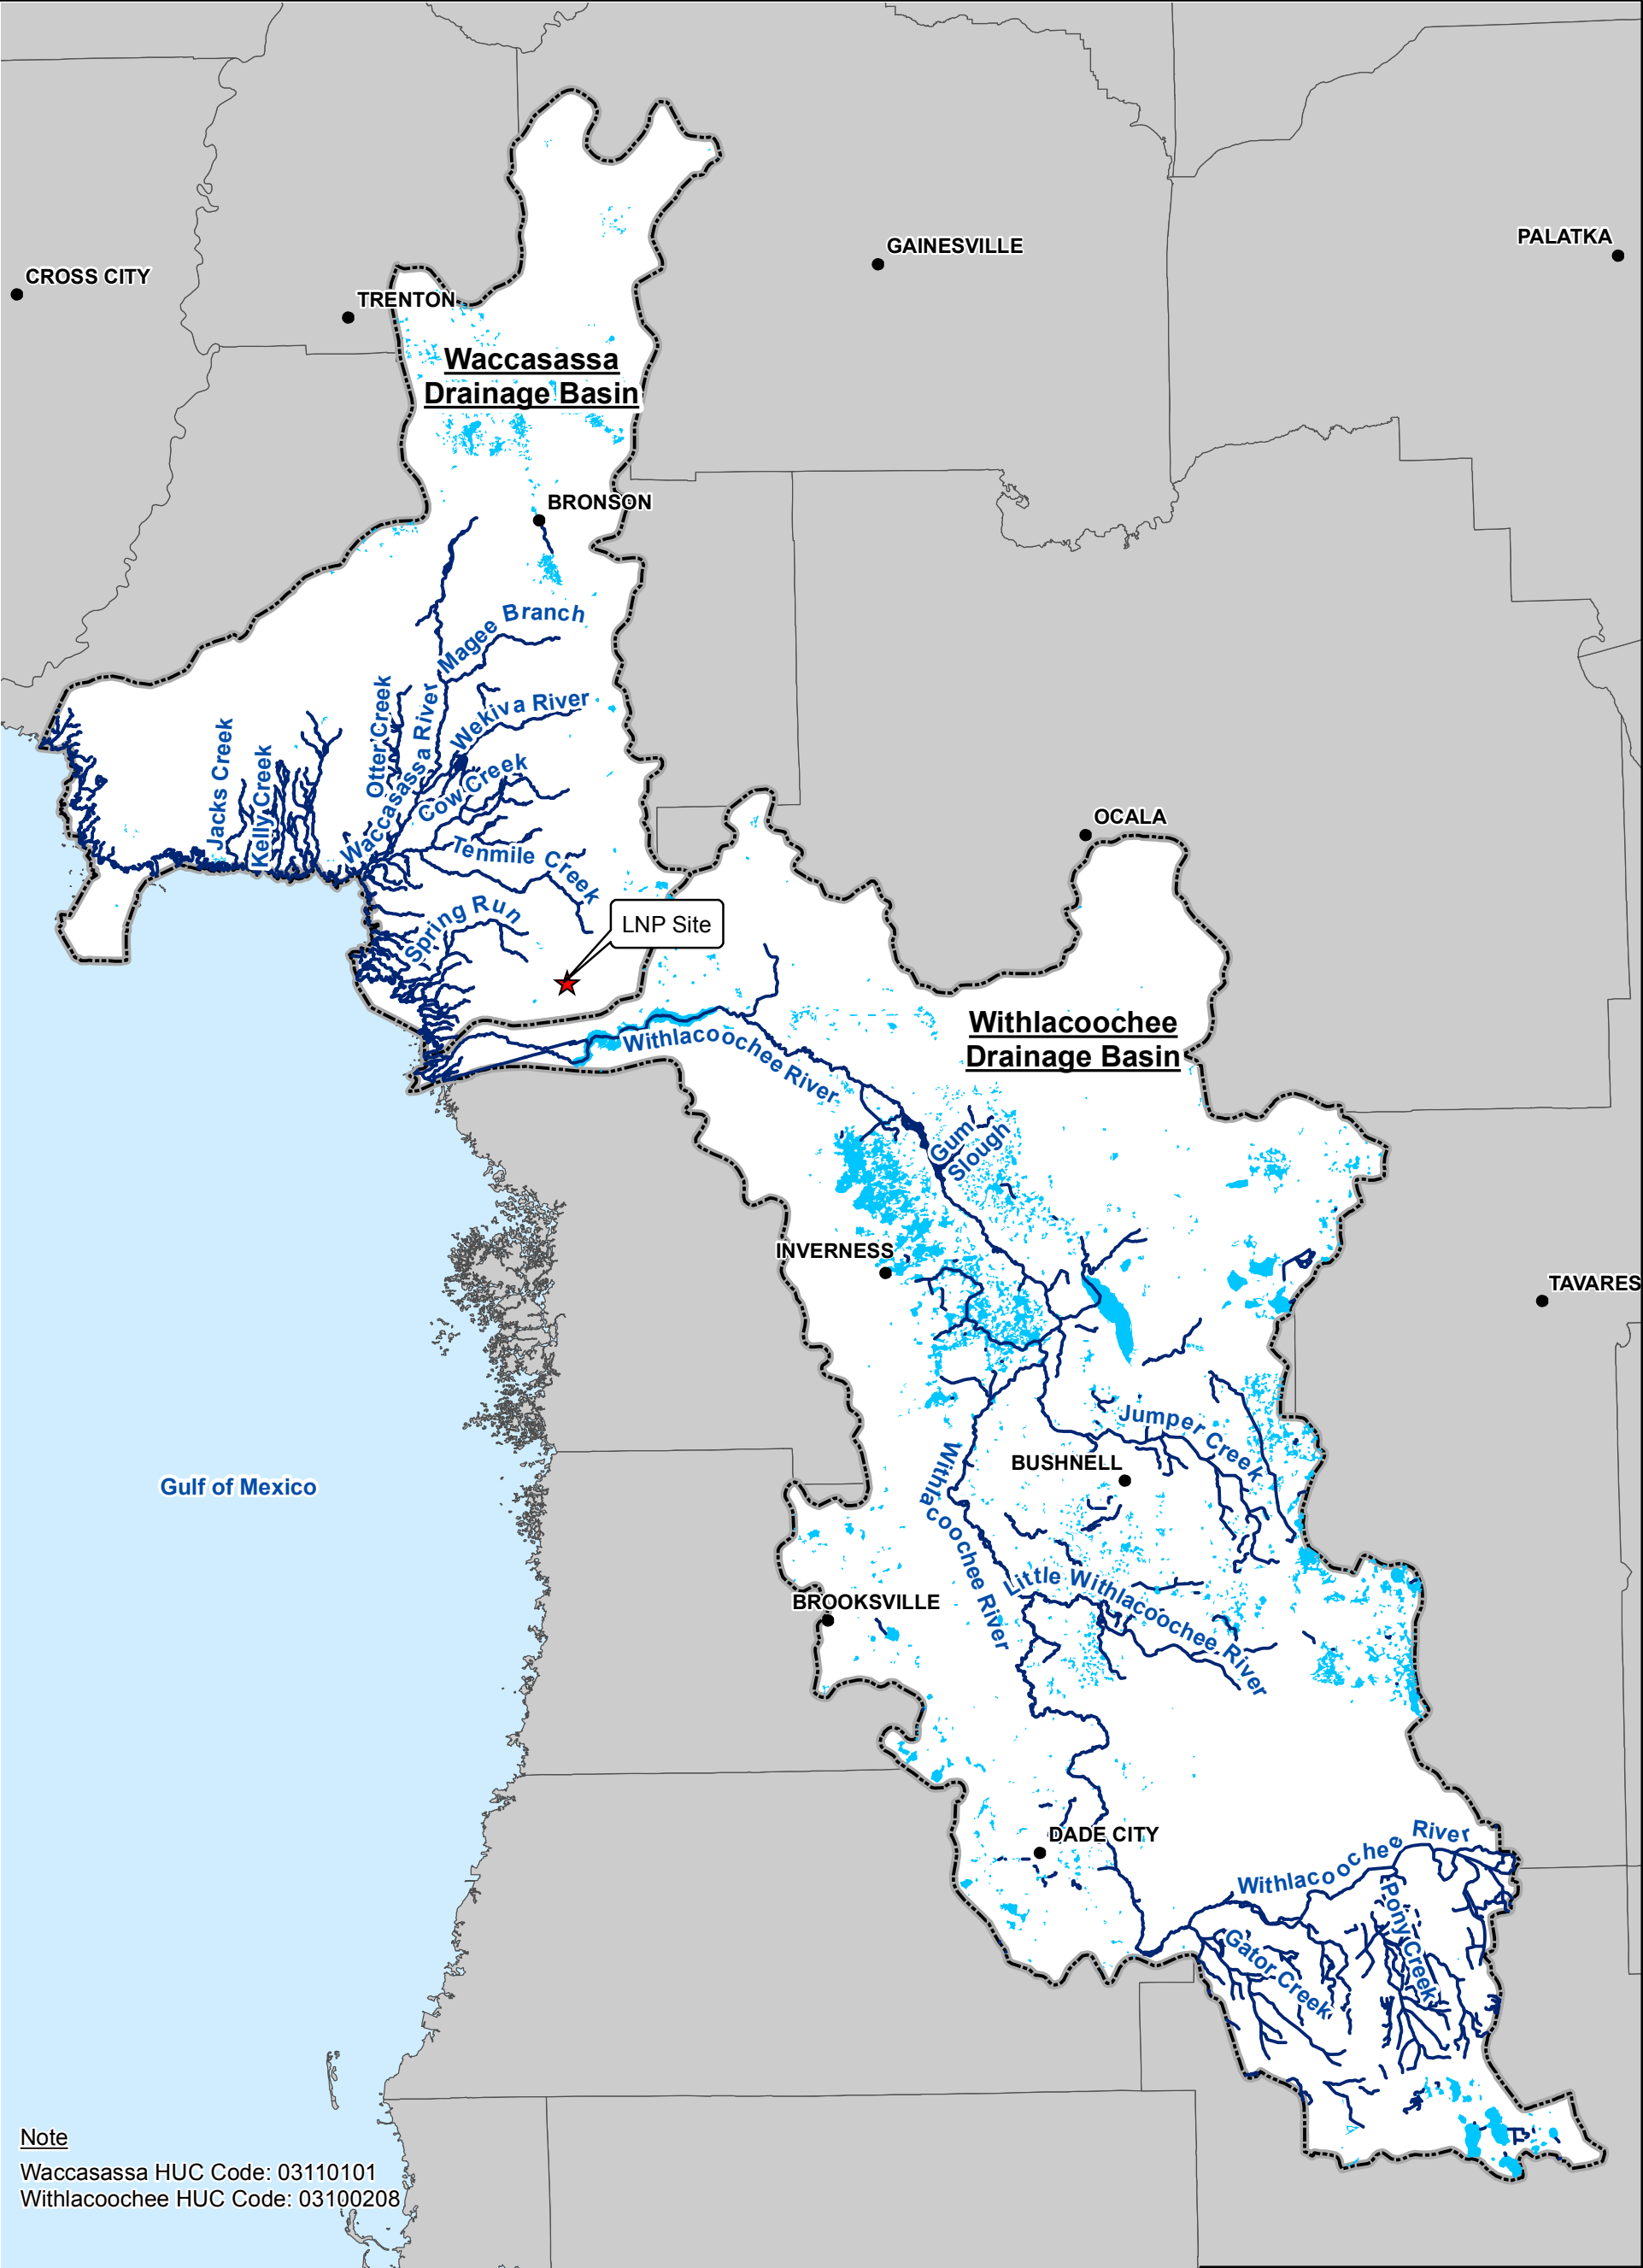 PALATKA
GAINESVILLE
CROSS CITY
TRENTON
Waccasassa
Drainage Basin
BRONSON
Magee Branch
Wekiva River
Otter Creek
Waccasassa River
Jacks Creek
Kelly Creek
Cow Creek
OCALA
Tenmile Creek
Spring Run
LNP Site
Withlacoochee
Drainage Basin
Withlacoochee River
Gum
Slough
INVERNESS
TAVARES
Jumper Creek
BUSHNELL
Gulf of Mexico
Withlacoochee River
Little Withlacoochee River
BROOKSVILLE
DADE CITY
Withlacoochee River
Pony Creek
Gator Creek
Note
Waccasassa HUC Code: 03110101
Withlacoochee HUC Code: 03100208